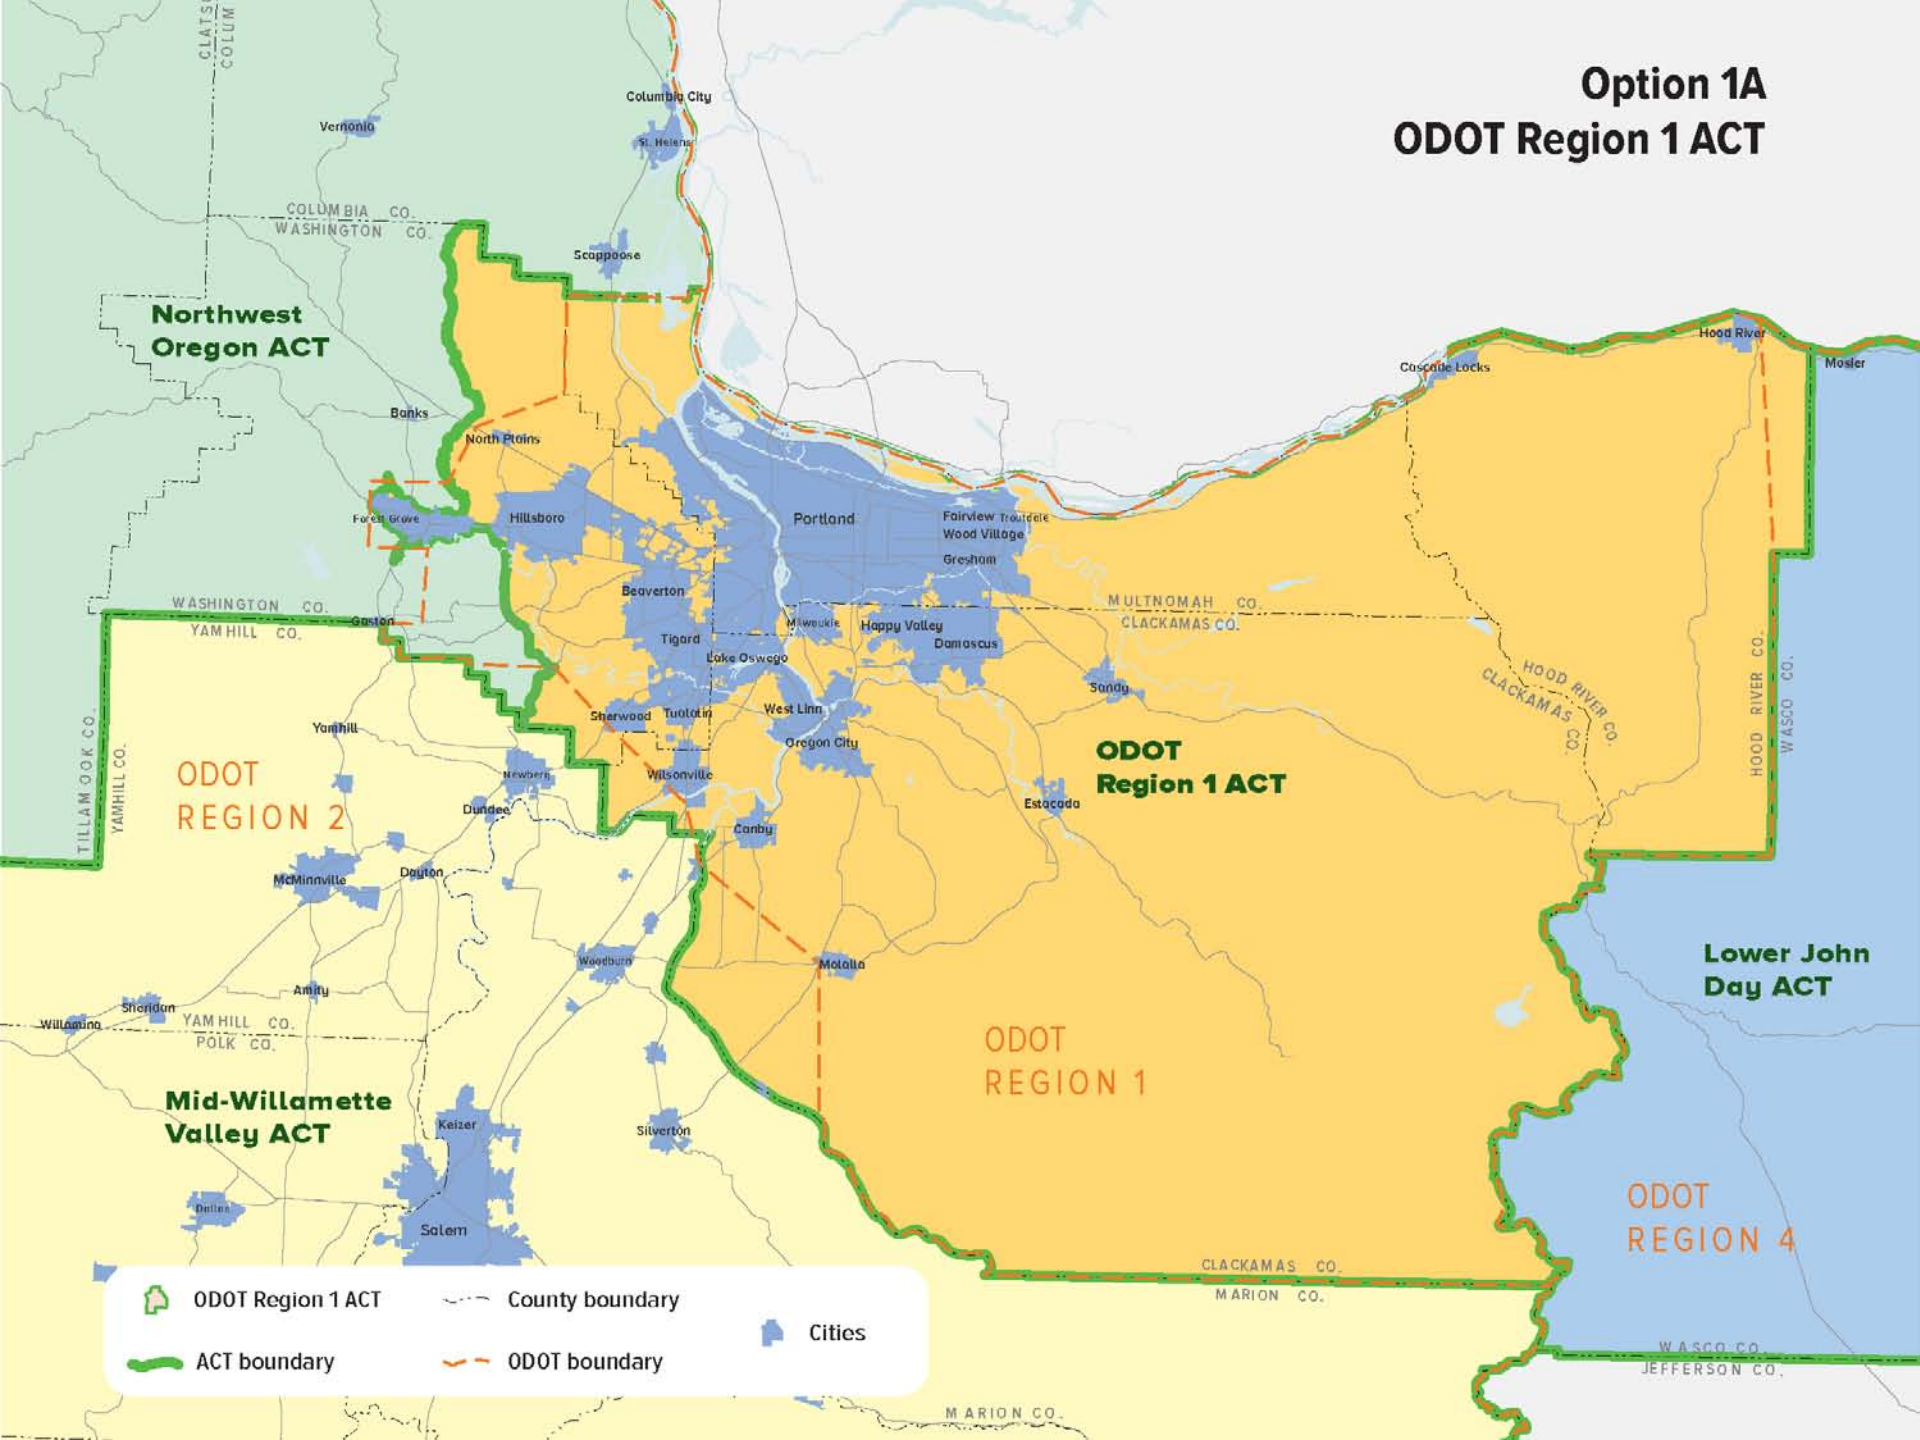 Option 1A
ODOT Region 1 ACT
CLATS
COLUM
Columbia City
Vernonia
St. Helens
COLUMBIA CO.
WASHINGTON CO.
Scappoose
Northwest
Oregon ACT
Hood River
Cascade Locks
Mosier
Banks
North Plains
Forest Grove
Hillsboro
Portland
Fairview Troutdale
Wood Village
Gresham
Beaverton
WASHINGTON CO.
YAMHILL CO.
Gaston
MULTNOMAH CO.
CLACKAMAS CO.
Milwaukie
Happy Valley
Tigard
Damascus
Lake Oswego
Sandy
HOOD RIVER CO.
CLACKAMAS CO.
HOOD RIVER CO.
WASCO CO.
Sherwood
Tualatin
West Linn
Yamhill
Oregon City
TILLAMOOK CO.
YAMHILL CO.
ODOT
REGION 2
ODOT
Region 1 ACT
Newberg
Wilsonville
Dundee
Estacada
Canby
McMinnville
Dayton
Lower John
Day ACT
Woodburn
Molalla
Amity
Sheridan
Willamina
YAMHILL CO.
POLK CO.
ODOT
REGION 1
Mid-Willamette
Valley ACT
Keizer
Silverton
Dallas
Salem
ODOT
REGION 4
CLACKAMAS CO.
MARION CO.
ODOT Region 1 ACT
County boundary
Cities
ACT boundary
ODOT boundary
WASCO CO.
JEFFERSON CO.
MARION CO.